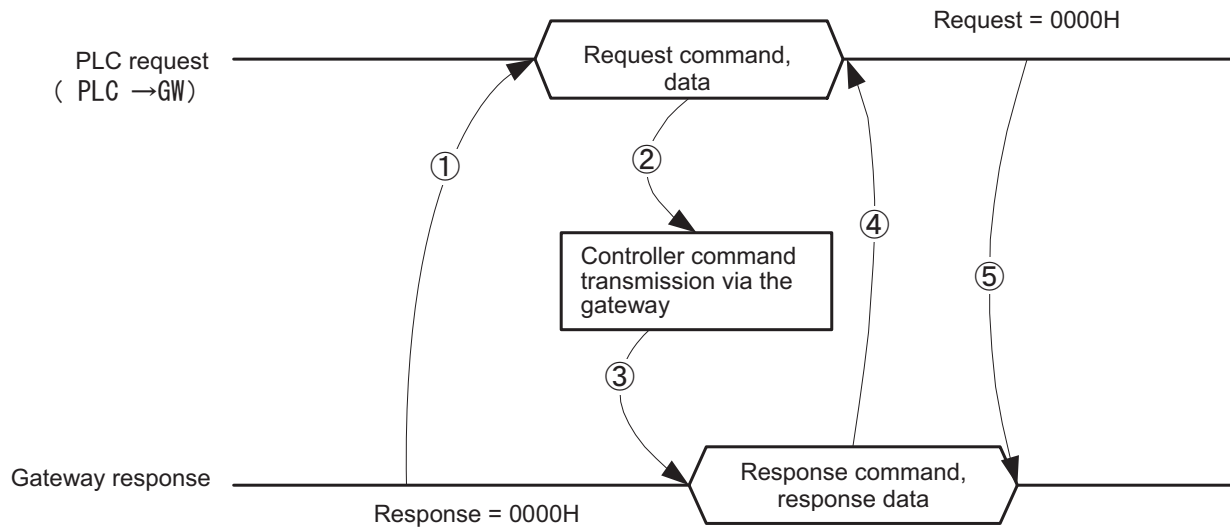 Request = 0000H
PLC request
( PLC →GW)
Request command,
data
①
②
④
Controller command
transmission via the
gateway
⑤
③
Gateway response
Response command,
response data
Response = 0000H